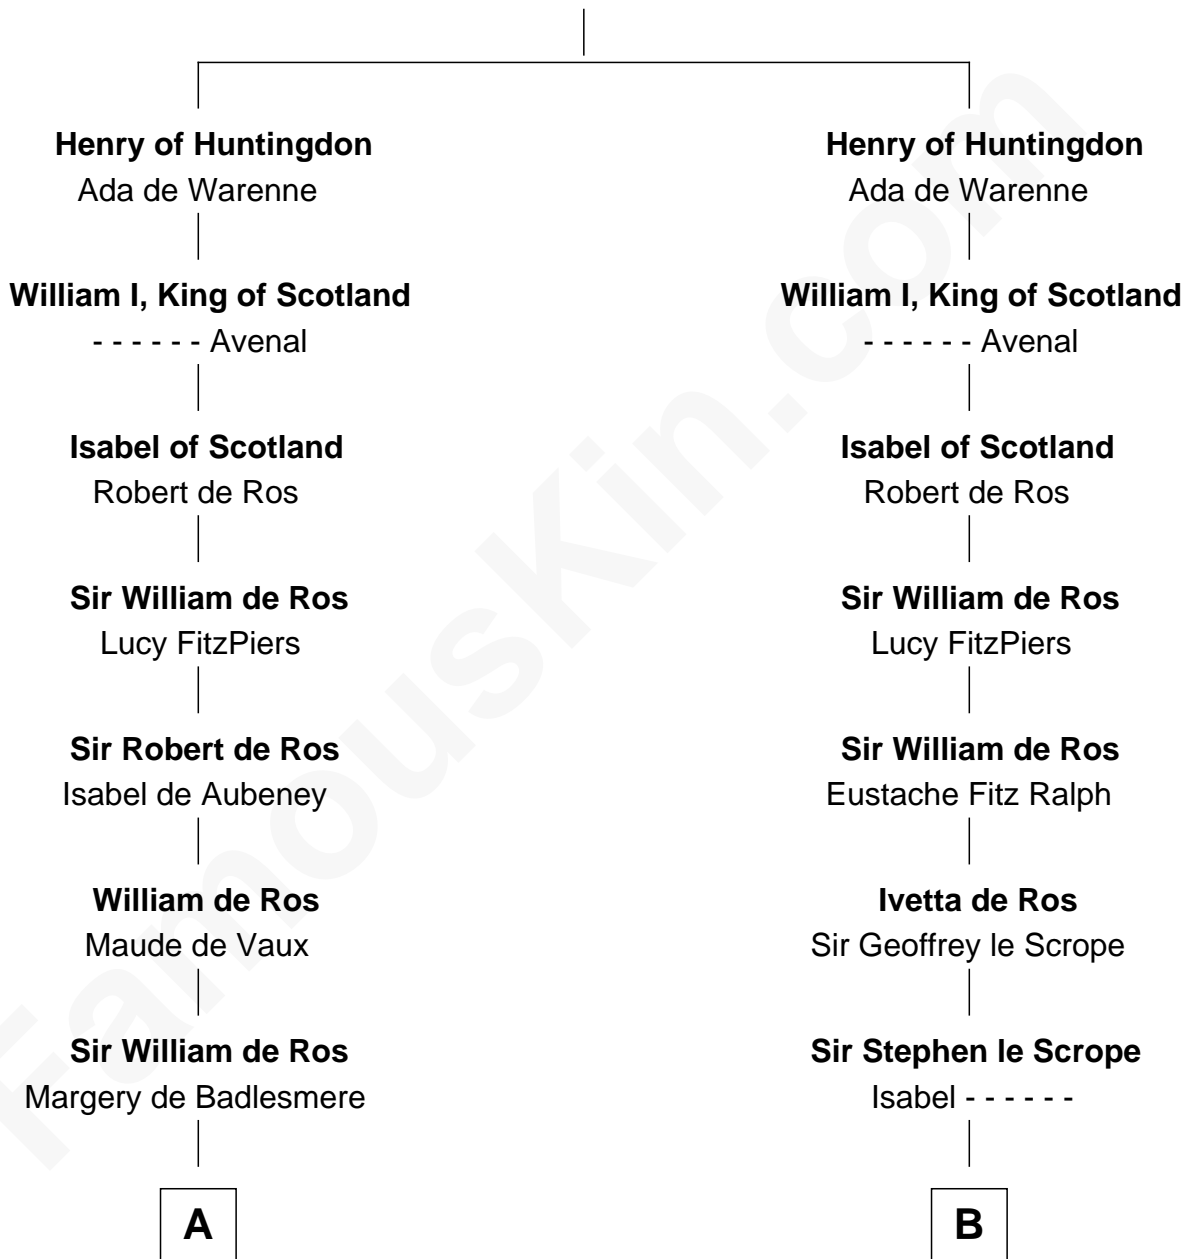 Henry of Huntingdon
Ada de Warenne
William I, King of Scotland
- - - - - - Avenal
Isabel of Scotland
Robert de Ros
Sir William de Ros
Lucy FitzPiers
Sir Robert de Ros
Isabel de Aubeney
William de Ros
Maude de Vaux
Sir William de Ros
Margery de Badlesmere
A
Henry of Huntingdon
Ada de Warenne
William I, King of Scotland
- - - - - - Avenal
Isabel of Scotland
Robert de Ros
Sir William de Ros
Lucy FitzPiers
Sir William de Ros
Eustache Fitz Ralph
Ivetta de Ros
Sir Geoffrey le Scrope
Sir Stephen le Scrope
Isabel - - - - - -
B
FamousKin.com